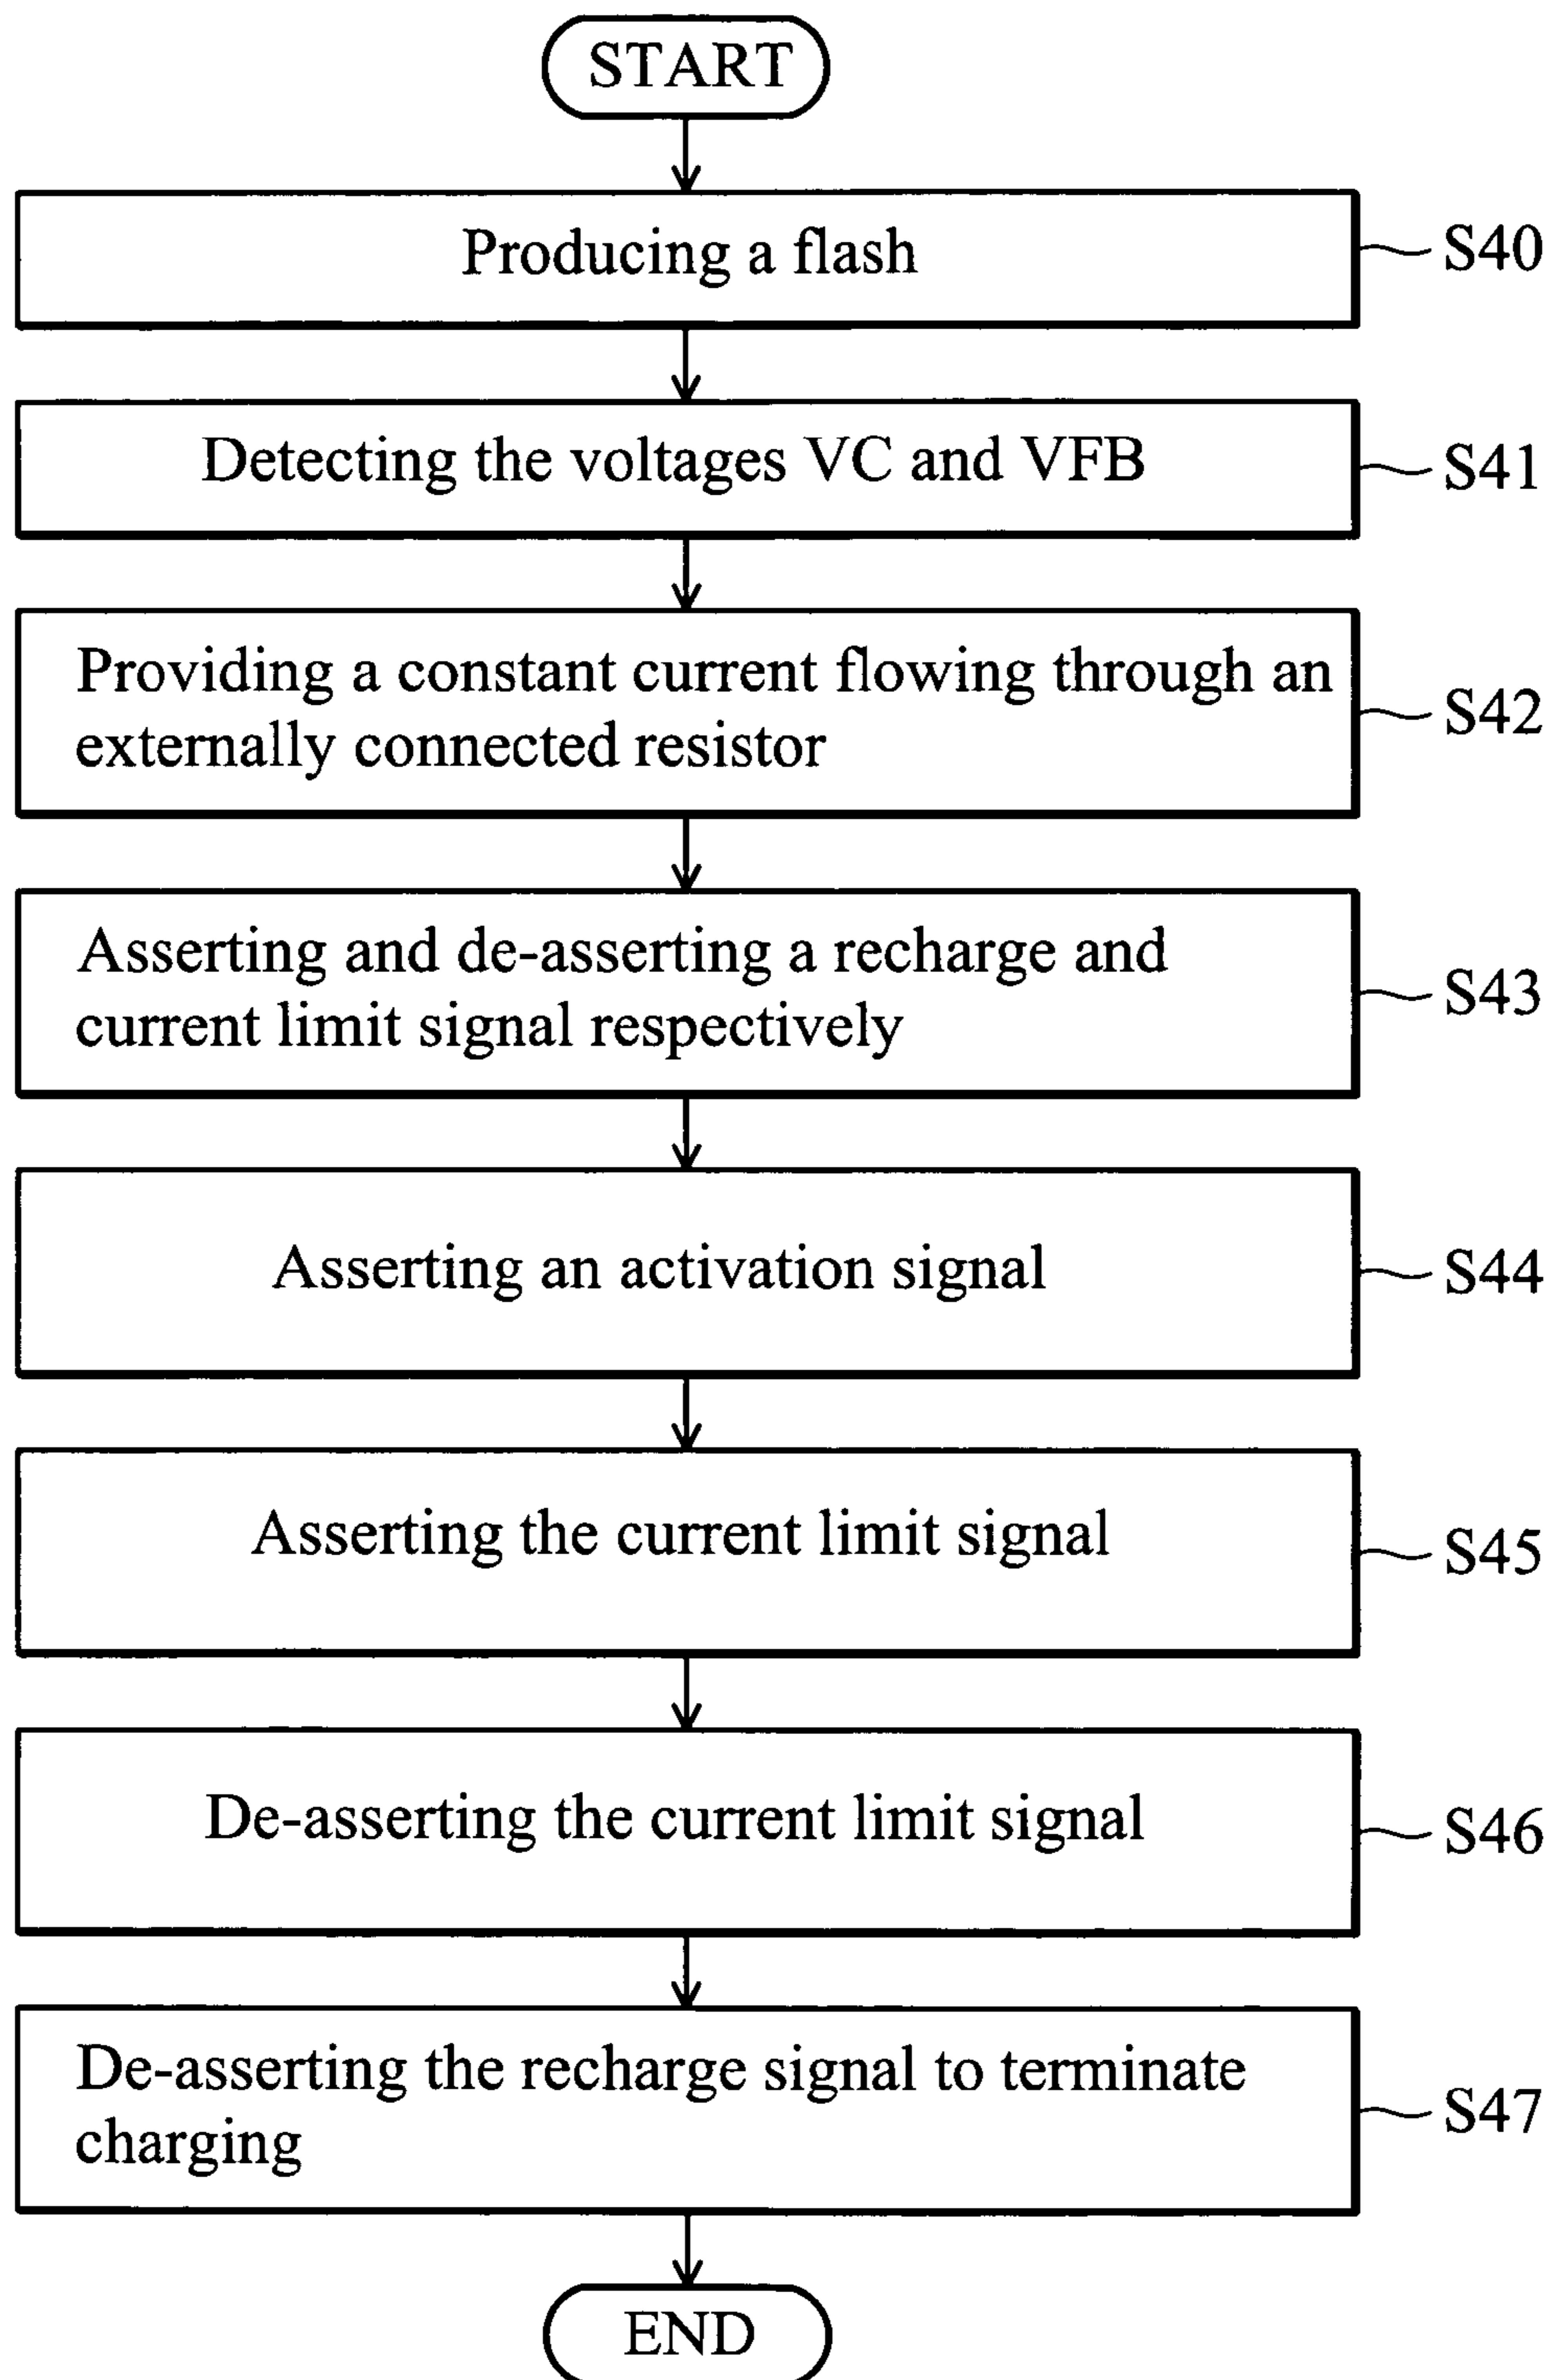 START
Producing a flash
S40
Detecting the voltages VC and VFB
S41
Providing a constant current flowing through an
externally connected resistor
S42
Asserting and de-asserting a recharge and
current limit signal respectively
S43
Asserting an activation signal
S44
Asserting the current limit signal
S45
De-asserting the current limit signal
S46
De-asserting the recharge signal to terminate
charging
S47
END